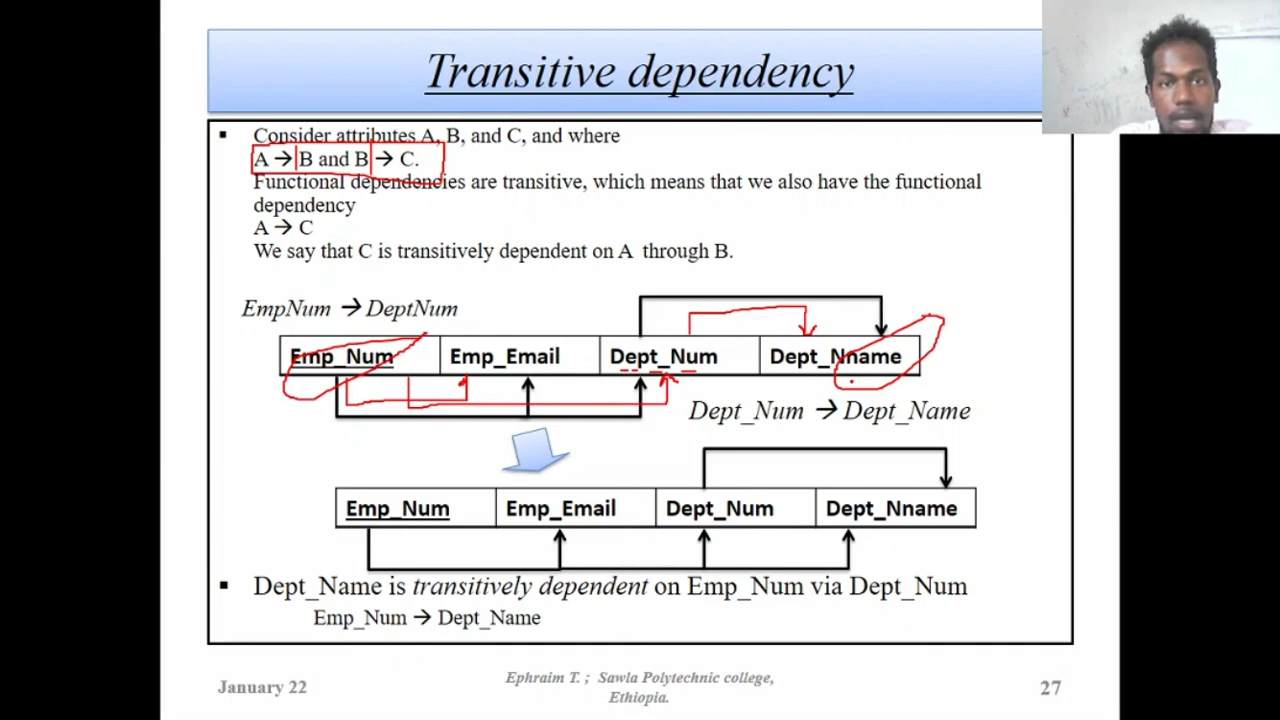 Transitive dependency
▪ Consider attributes A, B, and C, and where
A → B and B → C.
Functional dependencies are transitive, which means that we also have the functional
dependency
A → C
We say that C is transitively dependent on A through B.
EmpNum → DeptNum
Emp_Num Emp_Email Dept_Num Dept_Nname
Dept_Num → Dept_Name
Emp_Num Emp_Email Dept_Num Dept_Nname
▪ Dept_Name is transitively dependent on Emp_Num via Dept_Num
Emp_Num → Dept_Name
January 22
Ephraim T. ; Sawla Polytechnic college,
Ethiopia.
27